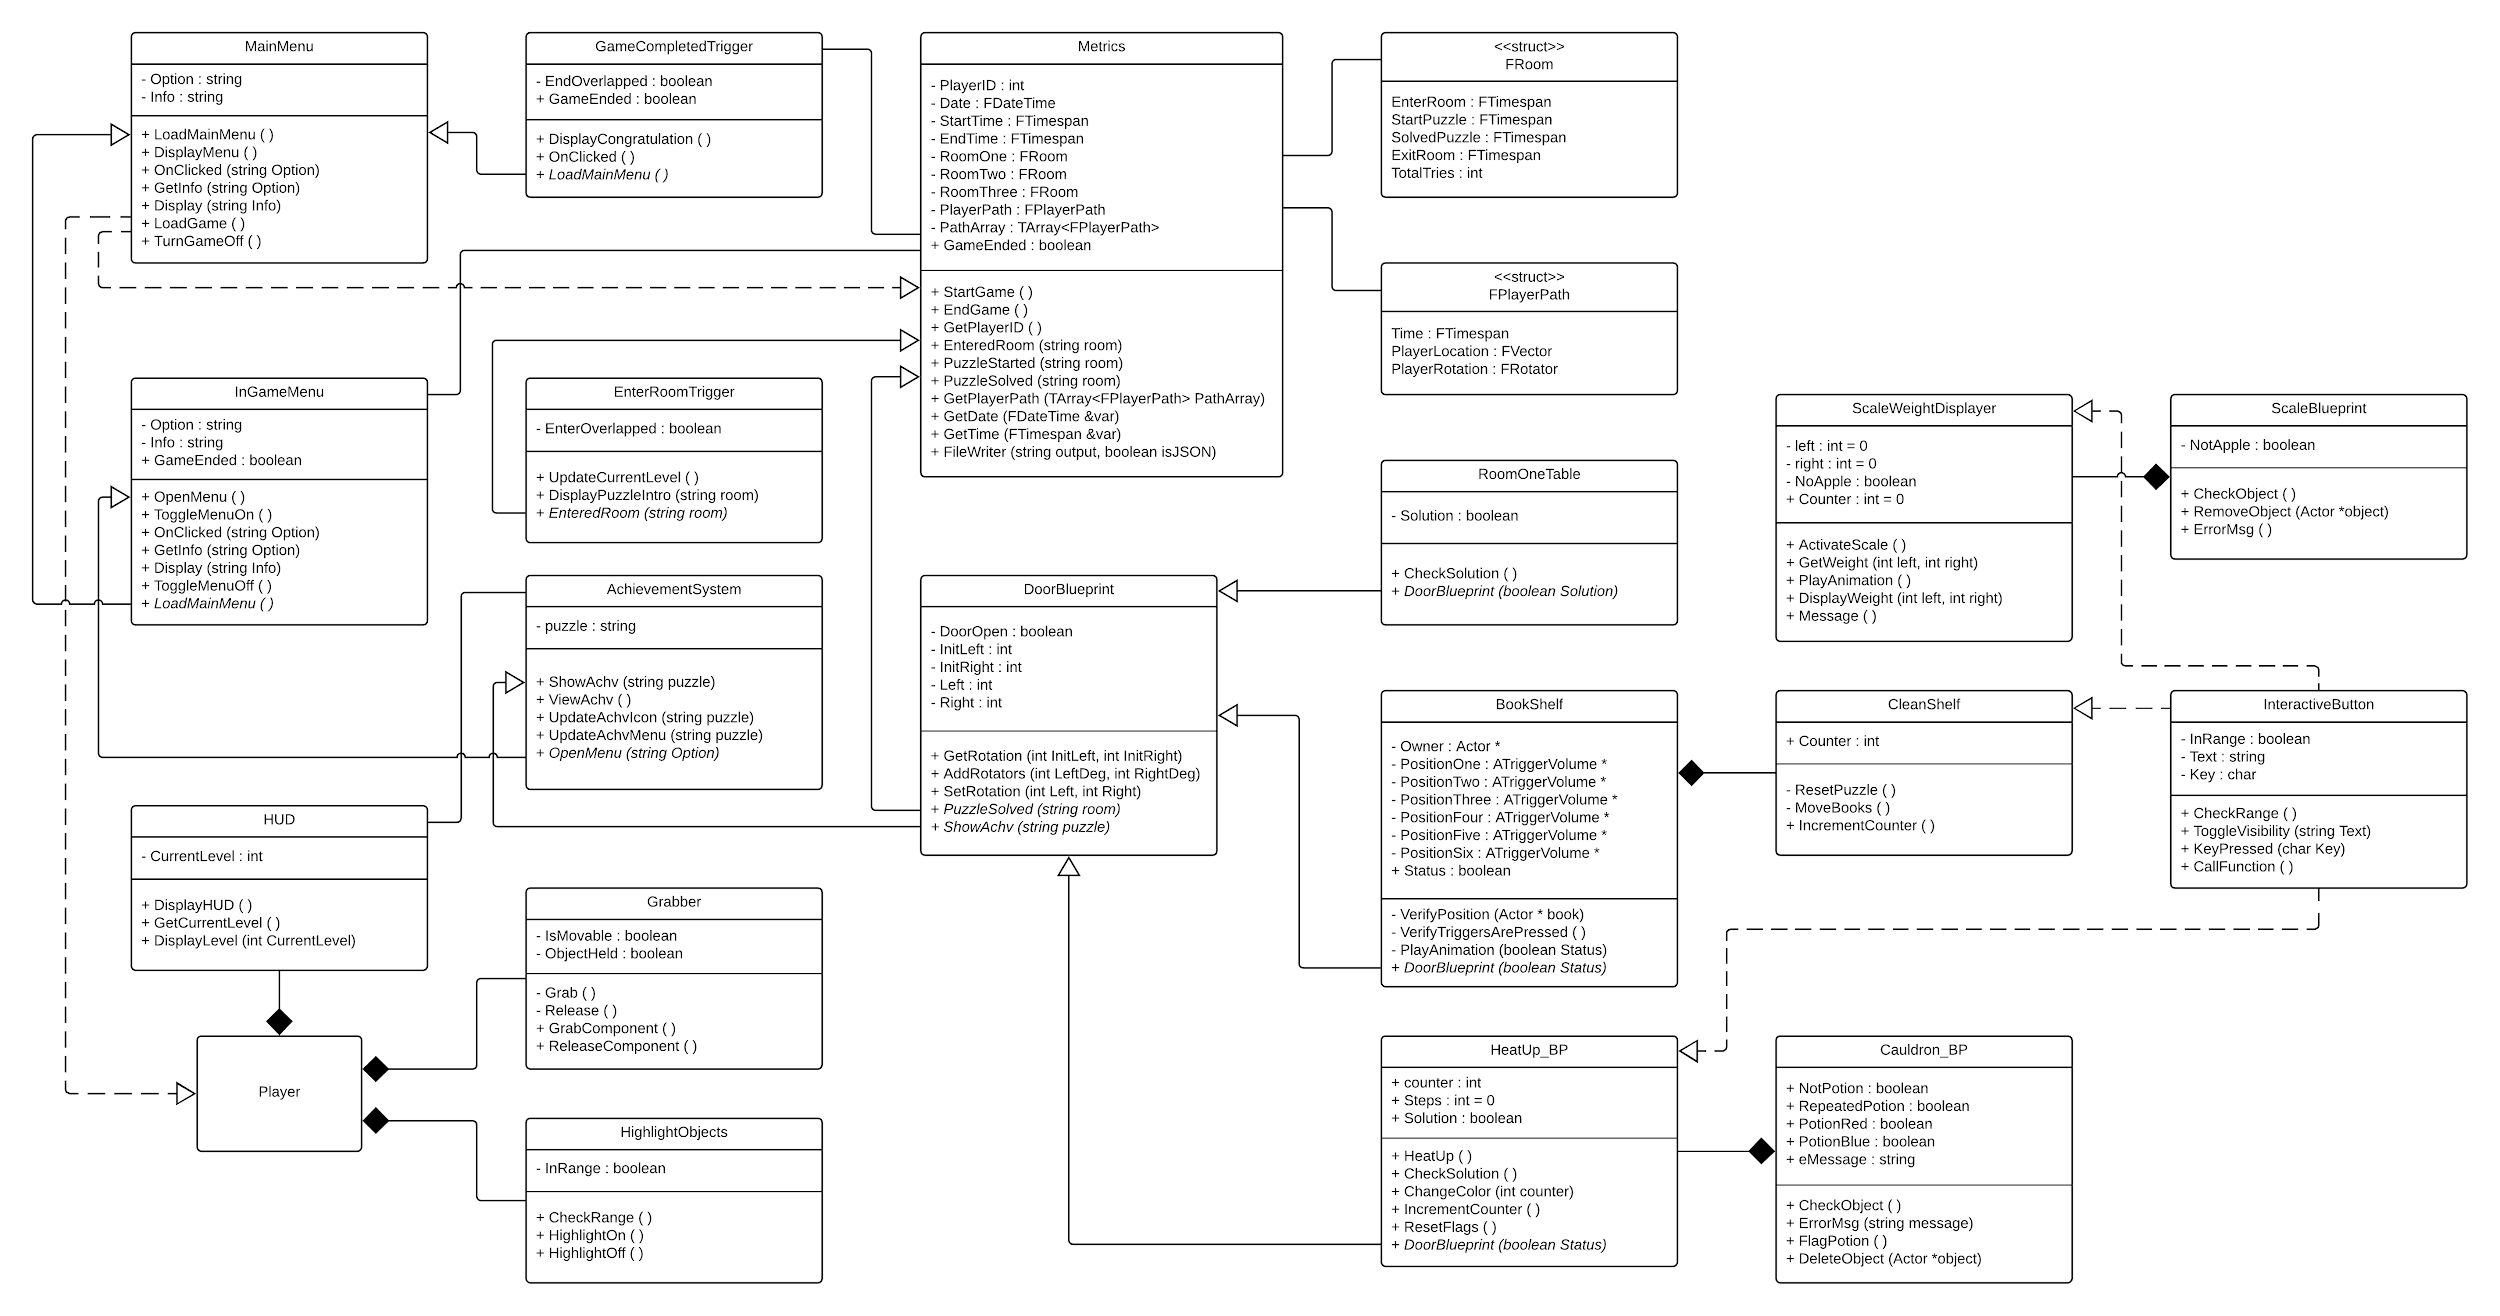 MainMenu
- Option : string
- Info : string
+ LoadMainMenu ( )
+ DisplayMenu ( )
+ OnClicked (string Option)
+ GetInfo (string Option)
+ Display (string Info)
+ LoadGame ( )
+ TurnGameOff ( )
GameCompletedTrigger
- EndOverlapped : boolean
+ GameEnded : boolean
+ DisplayCongratulation ( )
+ OnClicked ( )
+ LoadMainMenu ( )
Metrics
- PlayerID : int
- Date : FDateTime
- StartTime : FTimespan
- EndTime : FTimespan
- RoomOne : FRoom
- RoomTwo : FRoom
- RoomThree : FRoom
- PlayerPath : FPlayerPath
- PathArray : TArray<FPlayerPath>
+ GameEnded : boolean
+ StartGame ( )
+ EndGame ( )
+ GetPlayerID ( )
+ EnteredRoom (string room)
+ PuzzleStarted (string room)
+ PuzzleSolved (string room)
+ GetPlayerPath (TArray<FPlayerPath> PathArray)
+ GetDate (FDateTime &var)
+ GetTime (FTimespan &var)
+ FileWriter (string output, boolean isJSON)
<<struct>>
FRoom
EnterRoom : FTimespan
StartPuzzle : FTimespan
SolvedPuzzle : FTimespan
ExitRoom : FTimespan
TotalTries : int
<<struct>>
FPlayerPath
Time : FTimespan
PlayerLocation : FVector
PlayerRotation : FRotator
InGameMenu
- Option : string
- Info : string
+ GameEnded : boolean
+ OpenMenu ( )
+ ToggleMenuOn ( )
+ OnClicked (string Option)
+ GetInfo (string Option)
+ Display (string Info)
+ ToggleMenuOff ( )
+ LoadMainMenu ( )
EnterRoomTrigger
- EnterOverlapped : boolean
+ UpdateCurrentLevel ( )
+ DisplayPuzzleIntro (string room)
+ EnteredRoom (string room)
ScaleWeightDisplayer
- left : int = 0
- right : int = 0
- NoApple : boolean
+ Counter : int = 0
+ ActivateScale ( )
+ GetWeight (int left, int right)
+ PlayAnimation ( )
+ DisplayWeight (int left, int right)
+ Message ( )
ScaleBlueprint
- NotApple : boolean
+ CheckObject ( )
+ RemoveObject (Actor *object)
+ ErrorMsg ( )
RoomOneTable
- Solution : boolean
+ CheckSolution ( )
+ DoorBlueprint (boolean Solution)
AchievementSystem
- puzzle : string
+ ShowAchv (string puzzle)
+ ViewAchv ( )
+ UpdateAchvIcon (string puzzle)
+ UpdateAchvMenu (string puzzle)
+ OpenMenu (string Option)
DoorBlueprint
- DoorOpen : boolean
- InitLeft : int
- InitRight : int
- Left : int
- Right : int
+ GetRotation (int InitLeft, int InitRight)
+ AddRotators (int LeftDeg, int RightDeg)
+ SetRotation (int Left, int Right)
+ PuzzleSolved (string room)
+ ShowAchv (string puzzle)
BookShelf
- Owner : Actor *
- PositionOne : ATriggerVolume *
- PositionTwo : ATriggerVolume *
- PositionThree : ATriggerVolume *
- PositionFour : ATriggerVolume *
- PositionFive : ATriggerVolume *
- PositionSix : ATriggerVolume *
+ Status : boolean
- VerifyPosition (Actor * book)
- VerifyTriggersArePressed ( )
- PlayAnimation (boolean Status)
+ DoorBlueprint (boolean Status)
CleanShelf
+ Counter : int
- ResetPuzzle ( )
- MoveBooks ( )
+ IncrementCounter ( )
InteractiveButton
- InRange : boolean
- Text : string
- Key : char
+ CheckRange ( )
+ ToggleVisibility (string Text)
+ KeyPressed (char Key)
+ CallFunction ( )
HUD
- CurrentLevel : int
+ DisplayHUD ( )
+ GetCurrentLevel ( )
+ DisplayLevel (int CurrentLevel)
Grabber
- IsMovable : boolean
- ObjectHeld : boolean
- Grab ( )
- Release ( )
+ GrabComponent ( )
+ ReleaseComponent ( )
Player
HighlightObjects
- InRange : boolean
+ CheckRange ( )
+ HighlightOn ( )
+ HighlightOff ( )
HeatUp_BP
+ counter : int
+ Steps : int = 0
+ Solution : boolean
+ HeatUp ( )
+ CheckSolution ( )
+ ChangeColor (int counter)
+ IncrementCounter ( )
+ ResetFlags ( )
+ DoorBlueprint (boolean Status)
Cauldron_BP
+ NotPotion : boolean
+ RepeatedPotion : boolean
+ PotionRed : boolean
+ PotionBlue : boolean
+ eMessage : string
+ CheckObject ( )
+ ErrorMsg (string message)
+ FlagPotion ( )
+ DeleteObject (Actor *object)